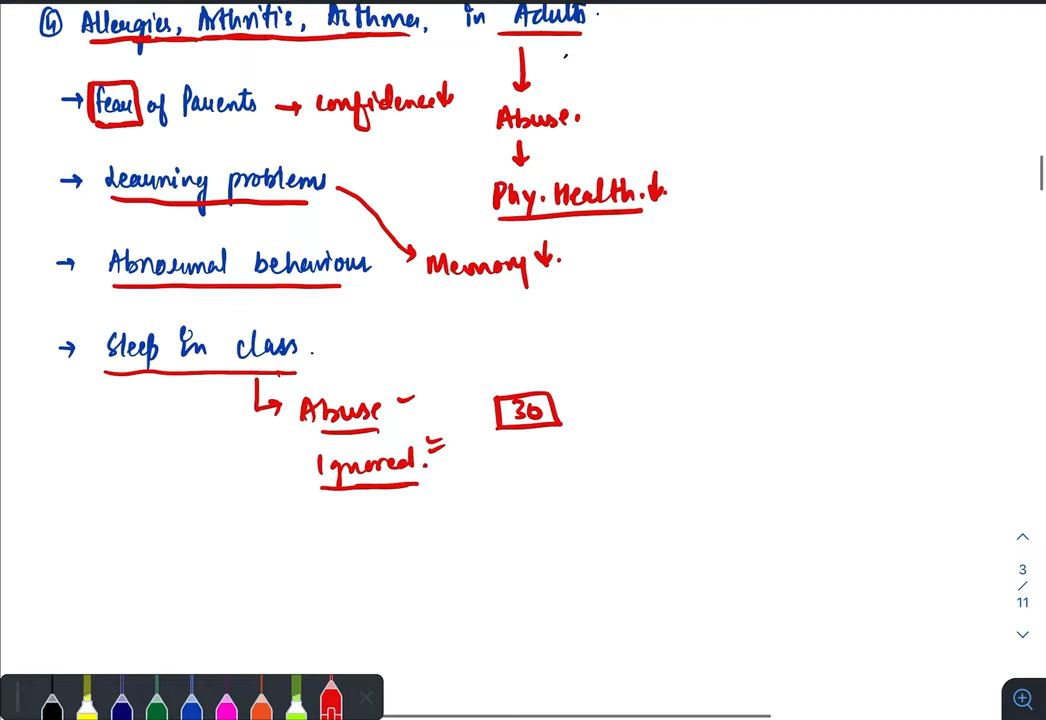 ④ Allergies, Arthritis, Asthma, in Adults.
→ Fear of Parents → confidence↓
Abuse.
→ Learning problems
Phy. Health.↓
→ Abnormal behaviour
Memory↓.
→ Sleep in class.
Abuse
30
Ignored.
3
/
11